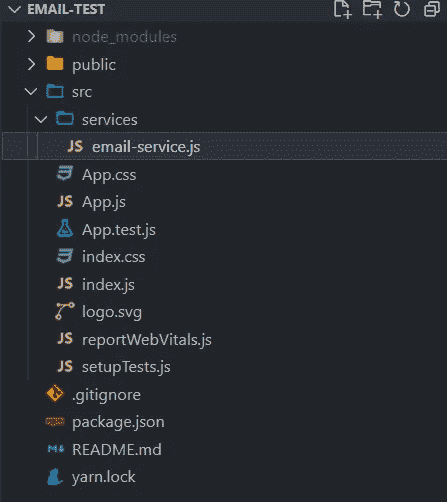 EMAIL-TEST
node_modules
public
src
services
JS email-service.js
App.css
JS App.js
App.test.js
index.css
JS index.js
logo.svg
JS reportWebVitals.js
JS setupTests.js
.gitignore
package.json
README.md
yarn.lock